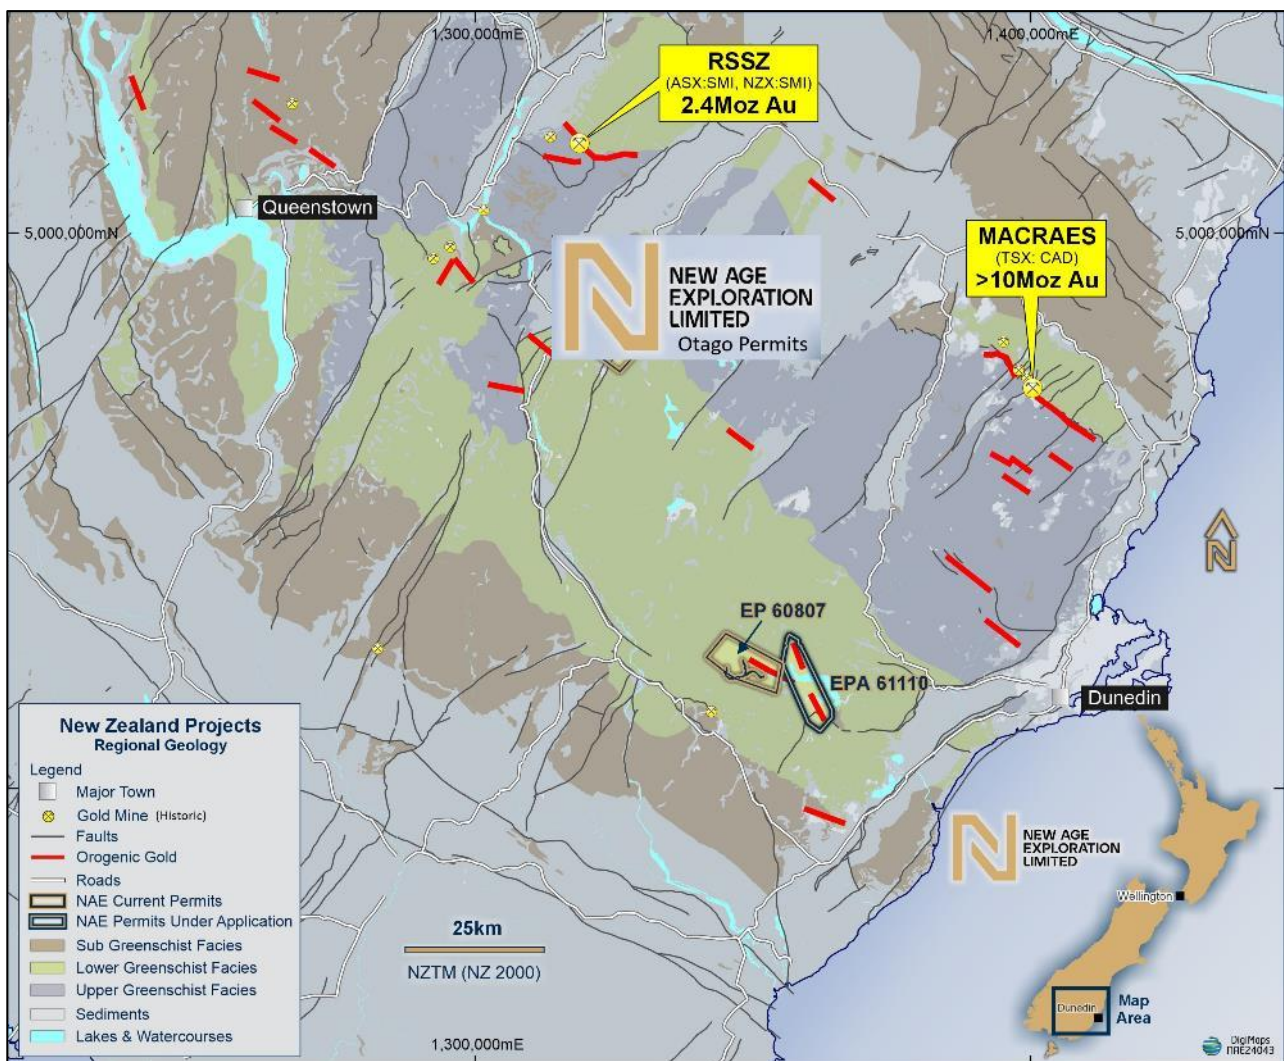 1,300,000mE
1,400,000mE
RSSZ
(ASX:SMI, NZX:SMI)
2.4Moz Au
Queenstown
5,000,000mN
5,000,000mN
MACRAES
(TSX: CAD)
>10Moz Au
NEW AGE
EXPLORATION
LIMITED
Otago Permits
EP 60807
EPA 61110
Dunedin
New Zealand Projects
Regional Geology
Legend
Major Town
Gold Mine (Historic)
Faults
Orogenic Gold
Roads
NAE Current Permits
NAE Permits Under Application
Sub Greenschist Facies
Lower Greenschist Facies
Upper Greenschist Facies
Sediments
Lakes & Watercourses
25km
NZTM (NZ 2000)
NEW AGE
EXPLORATION
LIMITED
N
Wellington
Dunedin
Map
Area
1,300,000mE
DigiMaps
NAE24043